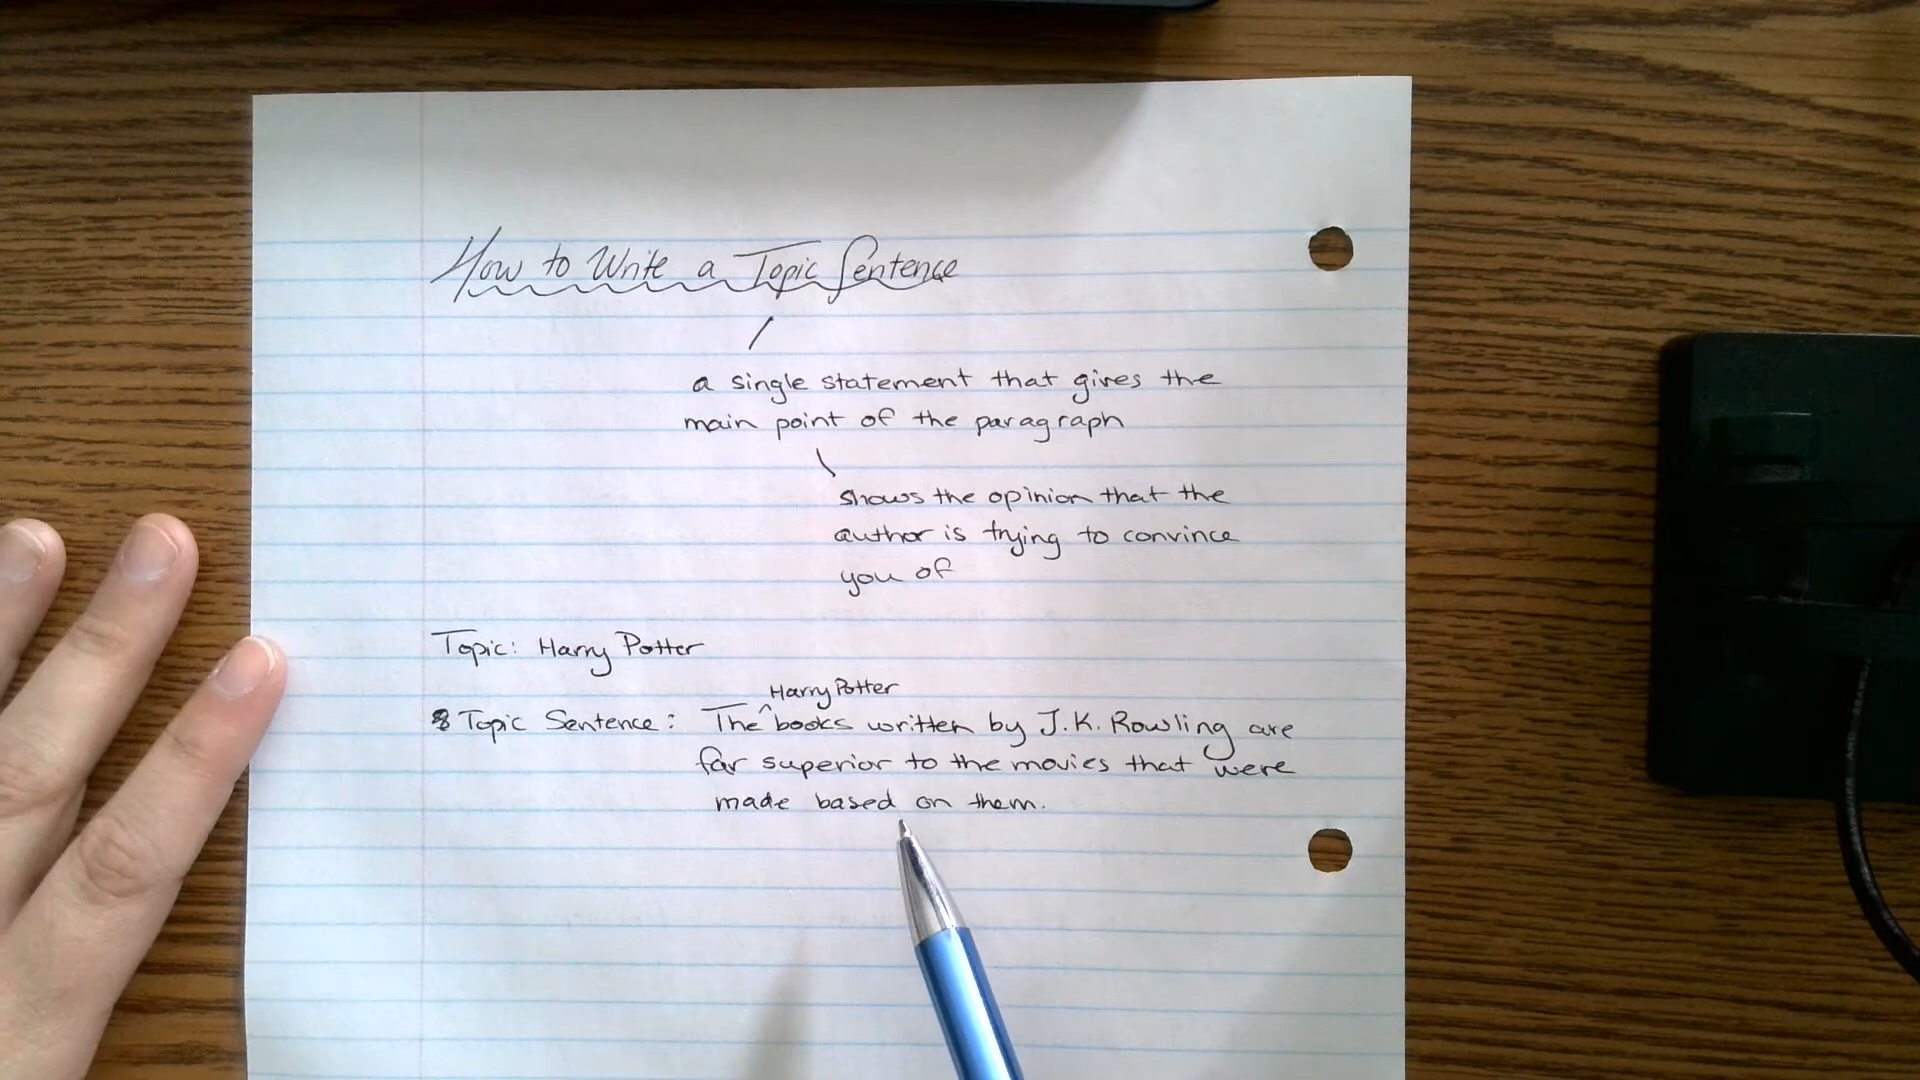 How to Write a Topic Sentence
a single statement that gives the
main point of the paragraph
shows the opinion that the
author is trying to convince
you of
Topic: Harry Potter
Harry Potter
Topic Sentence: The ^ books written by J.K. Rowling are
far superior to the movies that were
made based on them.